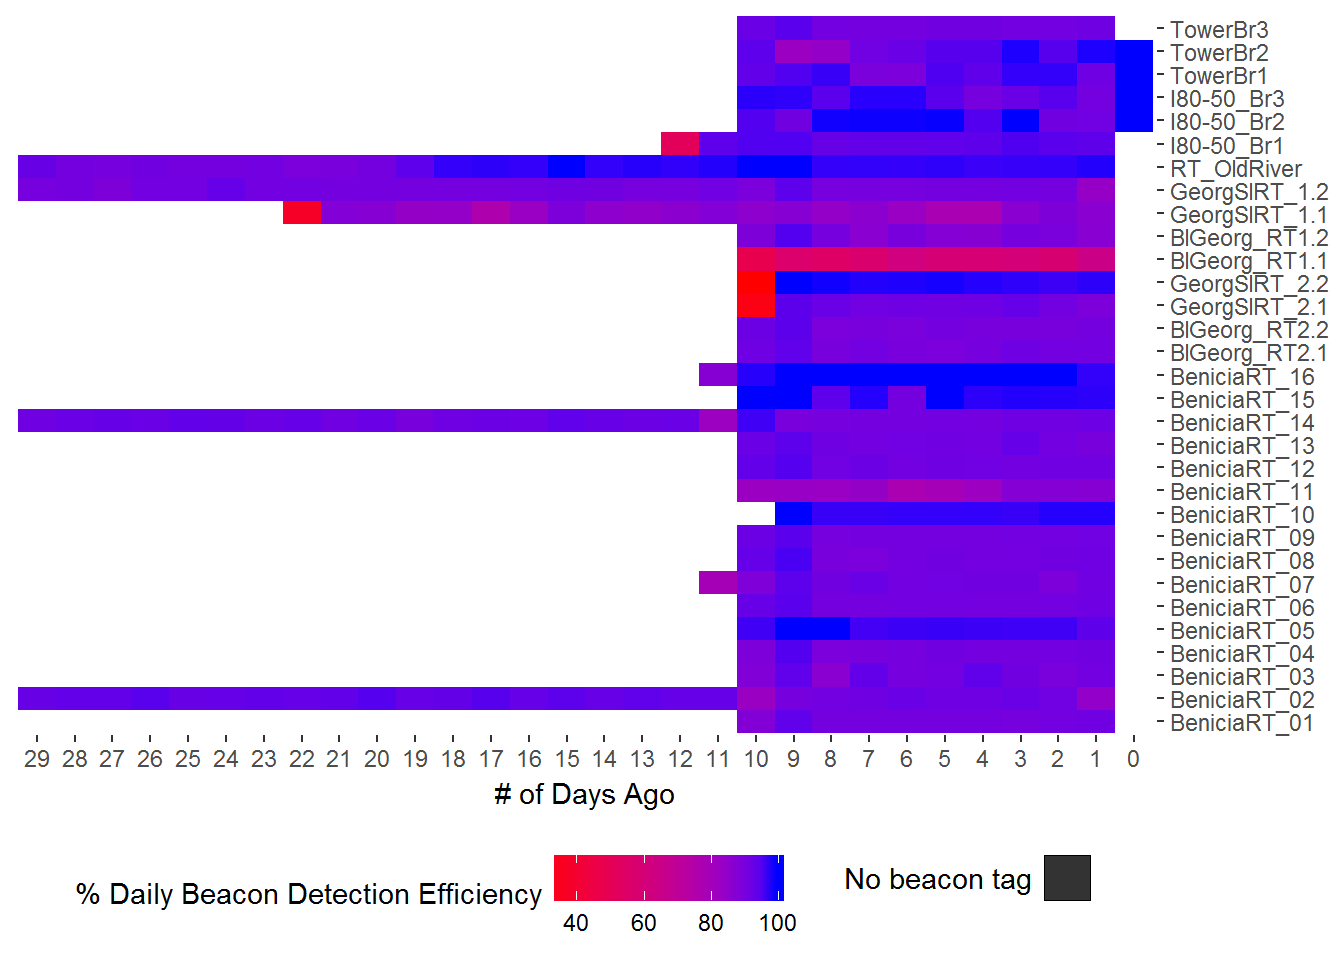 TowerBr3
TowerBr2
TowerBr1
I80-50_Br3
I80-50_Br2
I80-50_Br1
RT_OldRiver
GeorgSlRT_1.2
GeorgSlRT_1.1
BlGeorg_RT1.2
BlGeorg_RT1.1
GeorgSlRT_2.2
GeorgSlRT_2.1
BlGeorg_RT2.2
BlGeorg_RT2.1
BeniciaRT_16
BeniciaRT_15
BeniciaRT_14
BeniciaRT_13
BeniciaRT_12
BeniciaRT_11
BeniciaRT_10
BeniciaRT_09
BeniciaRT_08
BeniciaRT_07
BeniciaRT_06
BeniciaRT_05
BeniciaRT_04
BeniciaRT_03
BeniciaRT_02
BeniciaRT_01
29 28 27 26 25 24 23 22 21 20 19 18 17 16 15 14 13 12 11 10 9 8 7 6 5 4 3 2 1 0
# of Days Ago
% Daily Beacon Detection Efficiency
40 60 80 100
No beacon tag